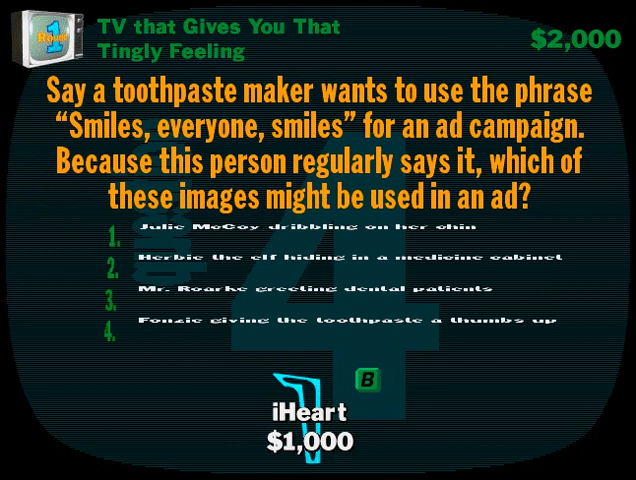 Round 1
TV that Gives You That
Tingly Feeling
$2,000
Say a toothpaste maker wants to use the phrase
“Smiles, everyone, smiles” for an ad campaign.
Because this person regularly says it, which of
these images might be used in an ad?
1. Julie McCoy dribbling on her chin
2. Herbie the elf hiding in a medicine cabinet
3. Mr. Roarke greeting dental patients
4. Fonzie giving the toothpaste a thumbs up
4
B
iHeart
$1,000